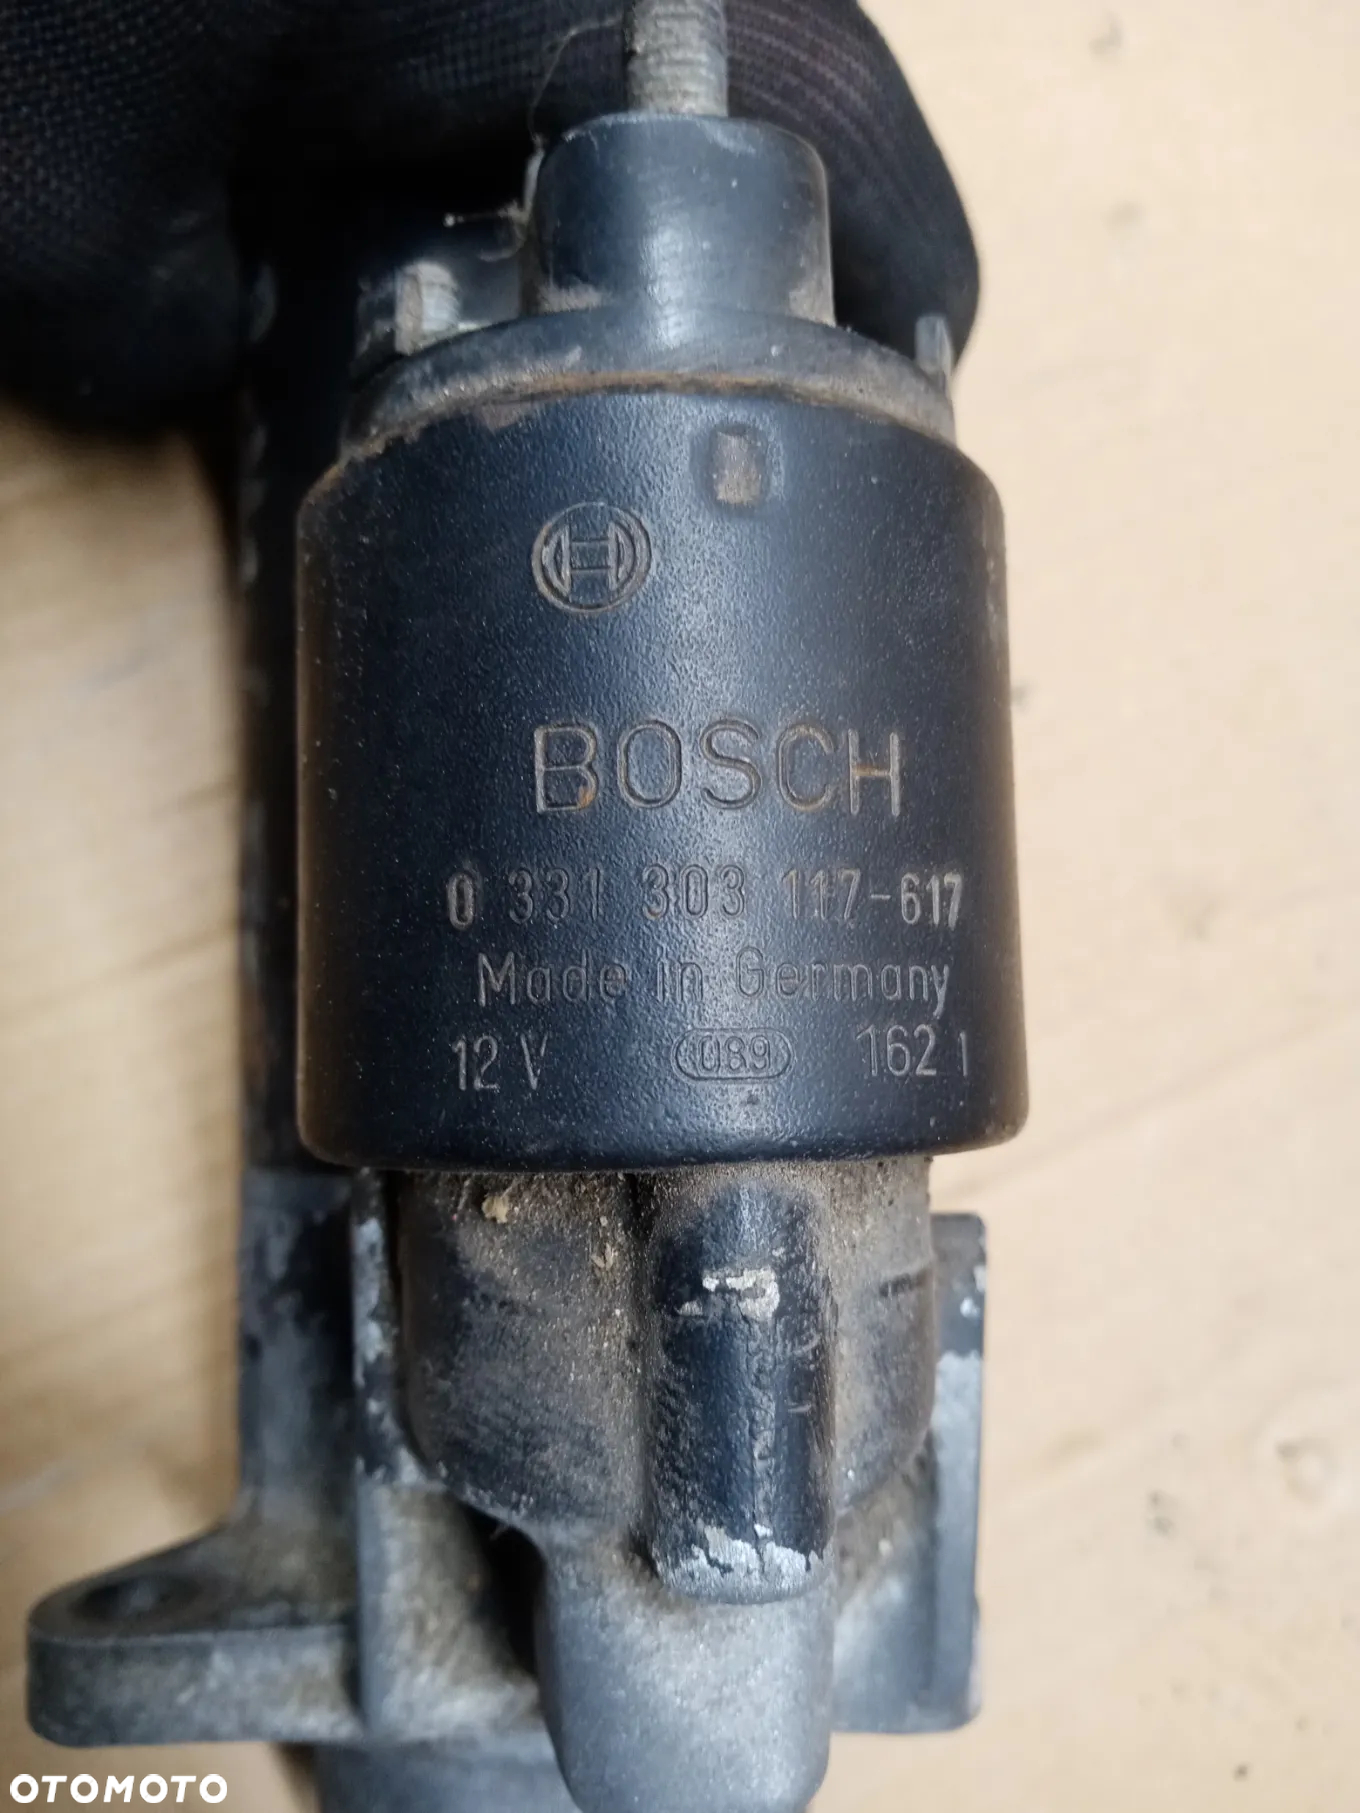 BOSCH
0 331 303 117-617
Made in Germany
12 V 089 162 1
OTOMOTO